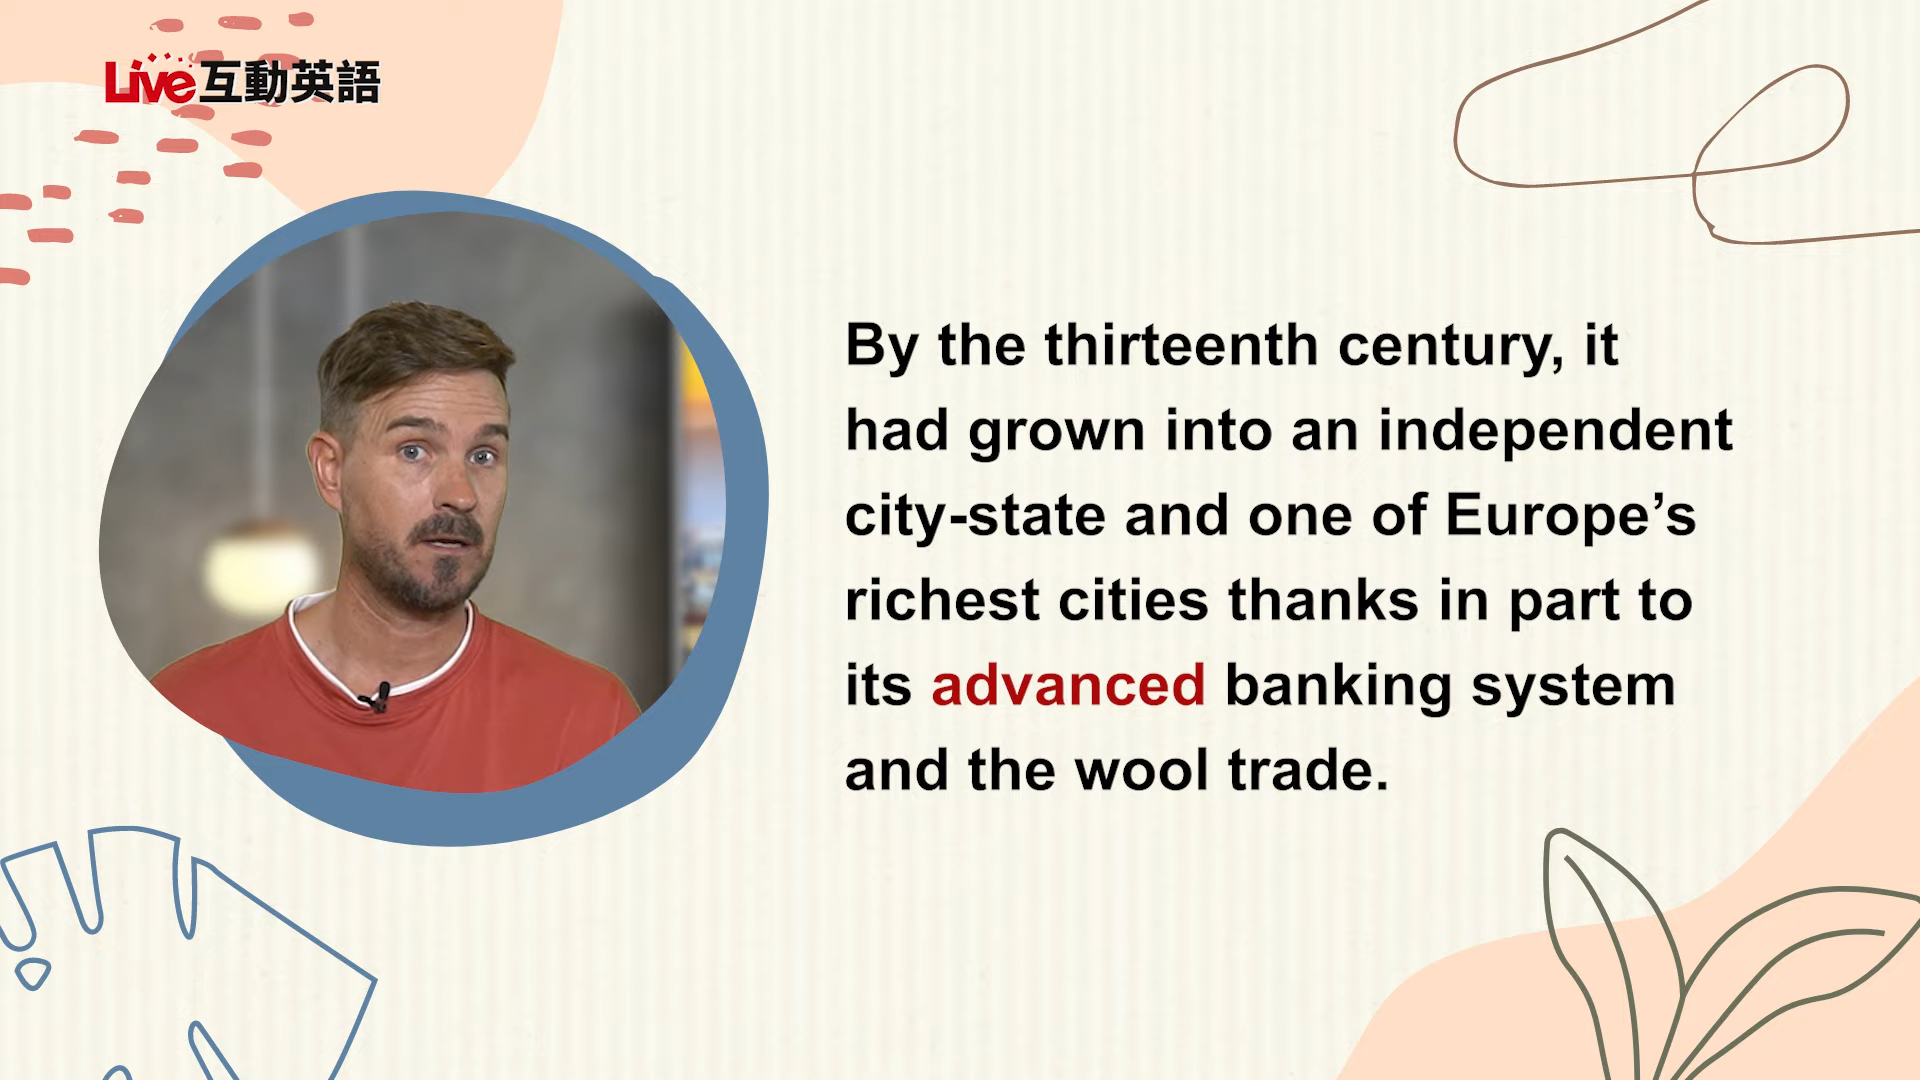 Live互動英語
By the thirteenth century, it
had grown into an independent
city-state and one of Europe’s
richest cities thanks in part to
its advanced banking system
and the wool trade.